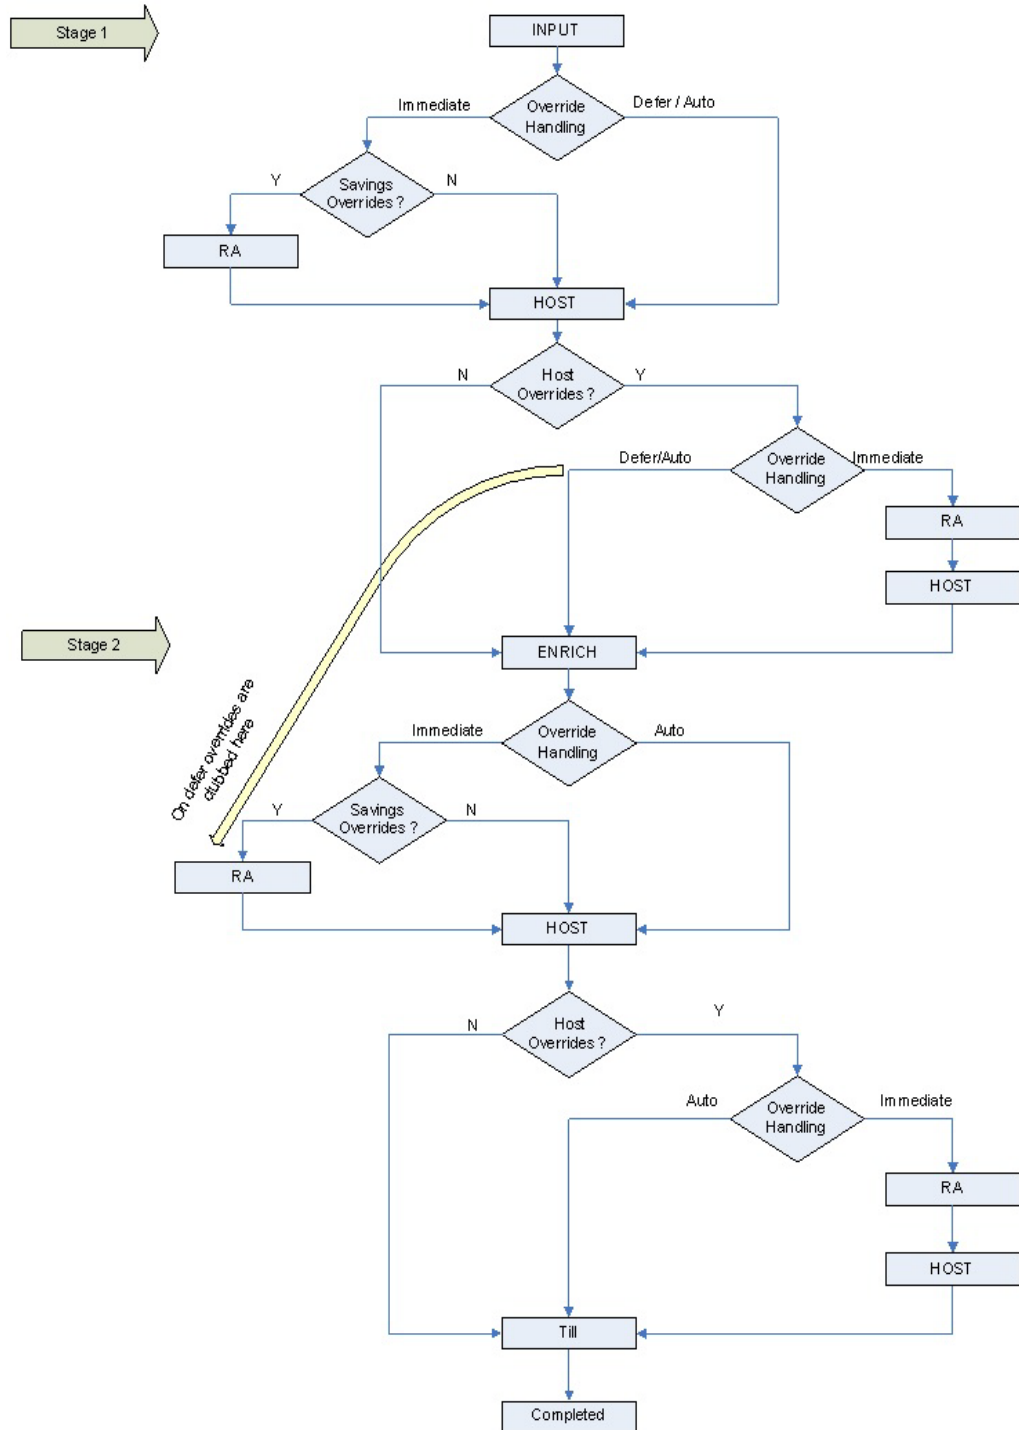 Stage 1
INPUT
Immediate
Override
Handling
Defer / Auto
Y
Savings
Overrides ?
N
RA
HOST
N
Host
Overrides ?
Y
Defer/Auto
Override
Handling
Immediate
RA
HOST
Stage 2
ENRICH
On defer overrides are
clubbed here
Immediate
Override
Handling
Auto
Y
Savings
Overrides ?
N
RA
HOST
N
Host
Overrides ?
Y
Auto
Override
Handling
Immediate
RA
HOST
Till
Completed